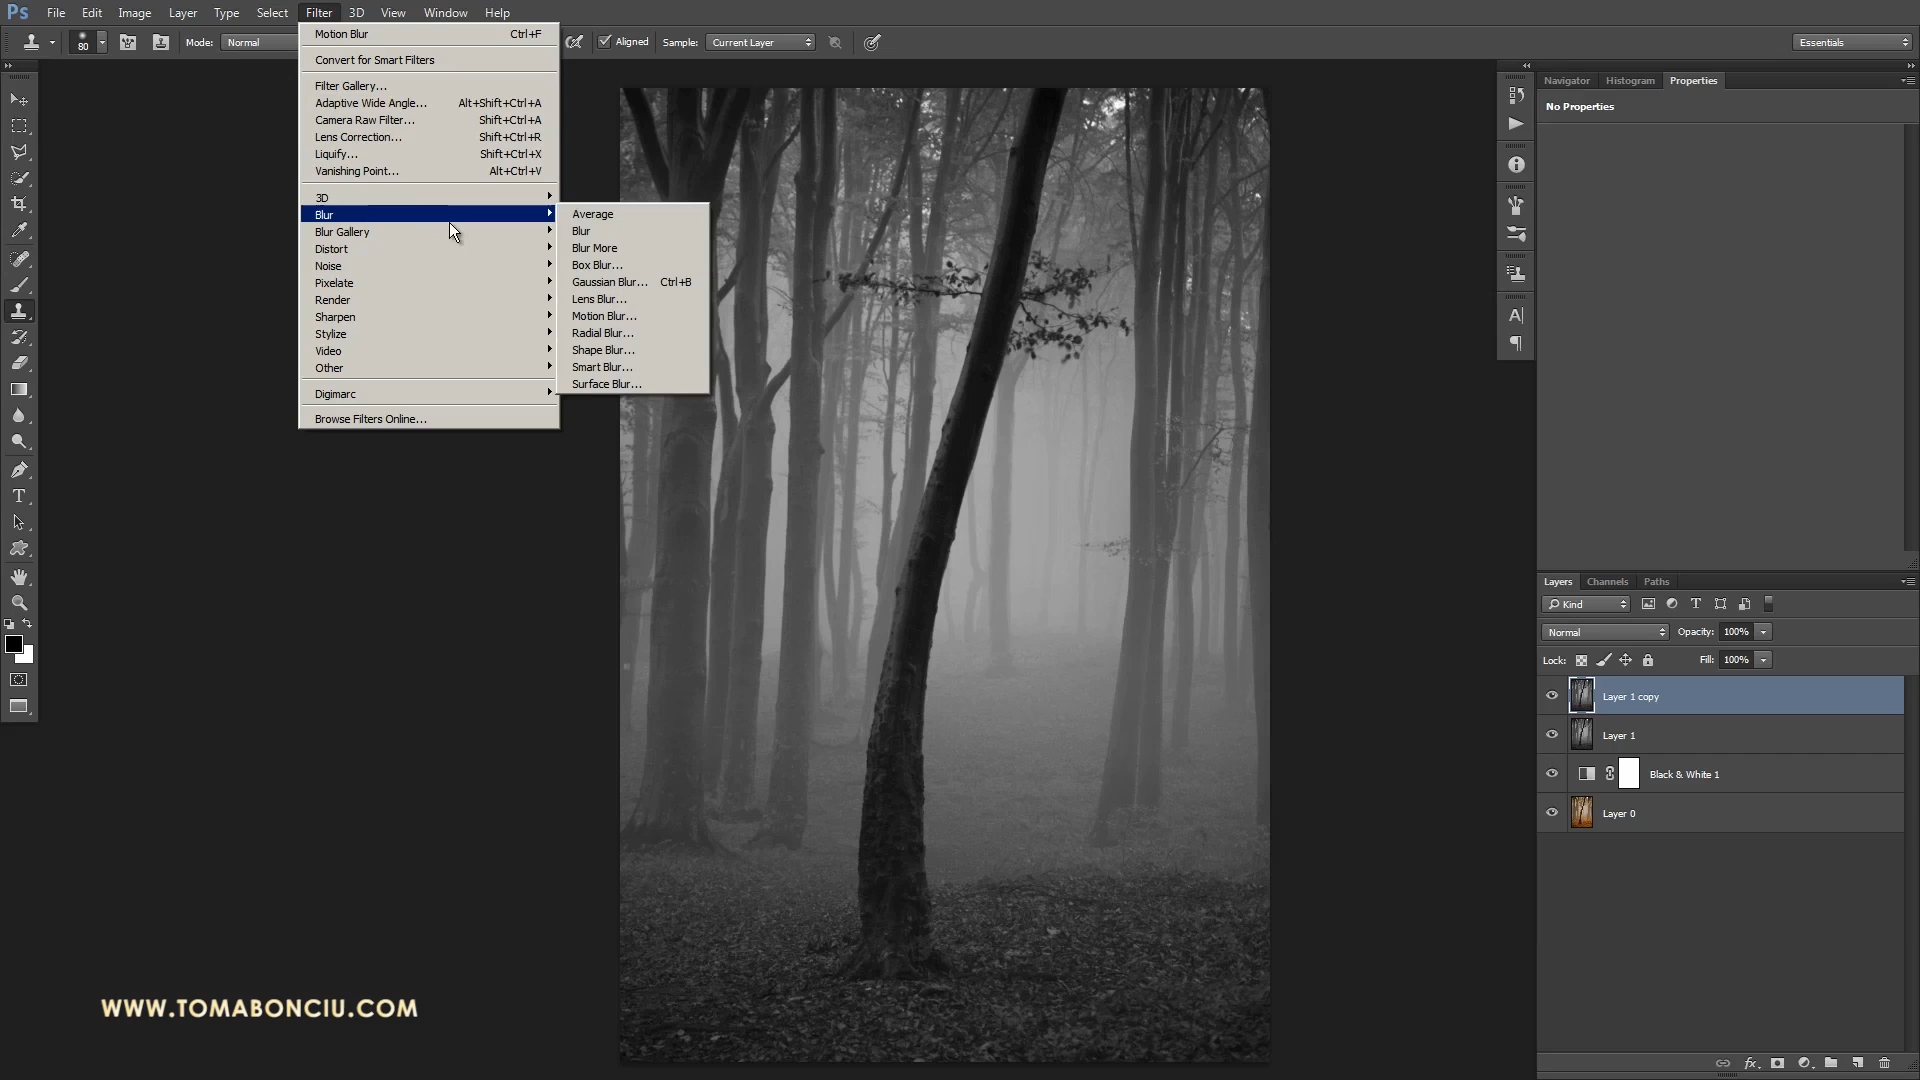 Ps File Edit Image Layer Type Select Filter 3D View Window Help
80 Mode: Normal Aligned Sample: Current Layer Essentials
Motion Blur Ctrl+F
Convert for Smart Filters
Filter Gallery...
Adaptive Wide Angle... Alt+Shift+Ctrl+A
Camera Raw Filter... Shift+Ctrl+A
Lens Correction... Shift+Ctrl+R
Liquify... Shift+Ctrl+X
Vanishing Point... Alt+Ctrl+V
3D
Blur
Blur Gallery
Distort
Noise
Pixelate
Render
Sharpen
Stylize
Video
Other
Digimarc
Browse Filters Online...
Average
Blur
Blur More
Box Blur...
Gaussian Blur... Ctrl+B
Lens Blur...
Motion Blur...
Radial Blur...
Shape Blur...
Smart Blur...
Surface Blur...
Navigator Histogram Properties
No Properties
Layers Channels Paths
Kind
Normal Opacity: 100%
Lock: Fill: 100%
Layer 1 copy
Layer 1
Black & White 1
Layer 0
WWW.TOMABONCIU.COM